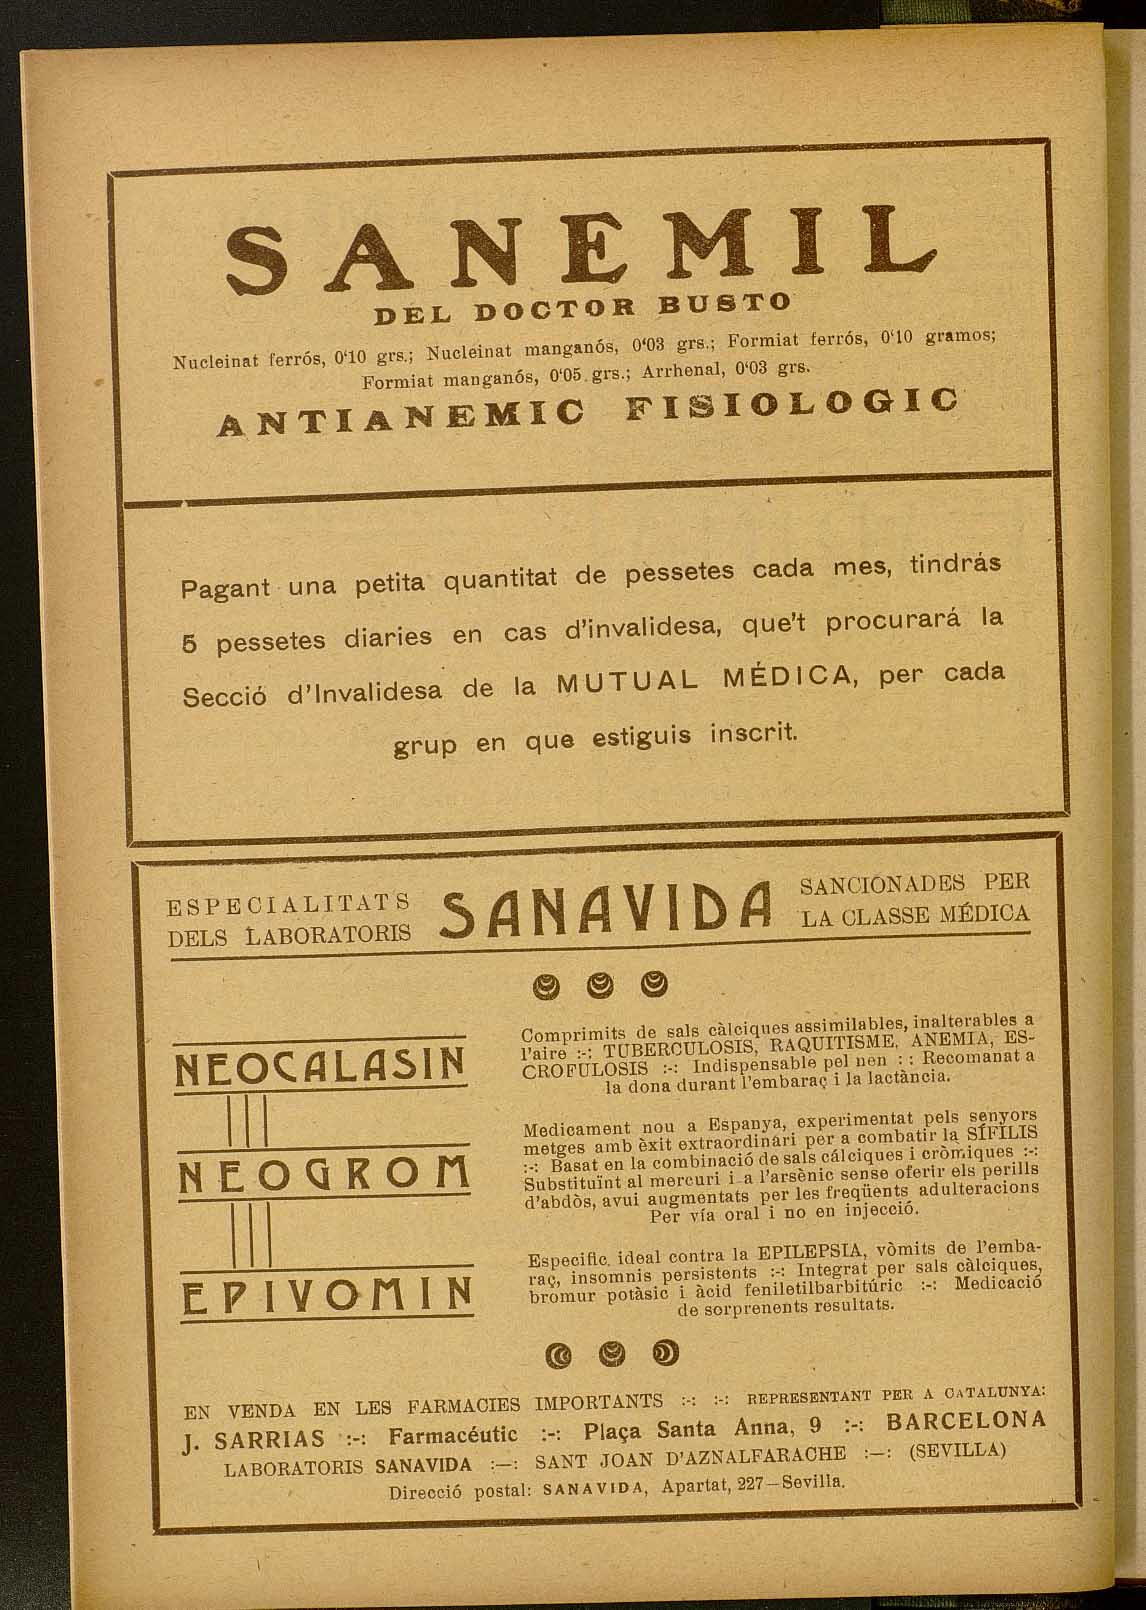 SANEMIL
DEL DOCTOR BUSTO
Nucleinat ferrós, 0'10 grs.; Nucleinat manganós, 0'03 grs.; Formiat ferrós, 0'10 gramos;
Formiat manganós, 0'05 grs.; Arrhenal, 0'03 grs.
ANTIANEMIC FISIOLOGIC
Pagant una petita quantitat de pessetes cada mes, tindrás
5 pessetes diaries en cas d'invalidesa, que't procurará la
Secció d'Invalidesa de la MUTUAL MÉDICA, per cada
grup en que estiguis inscrit.
ESPECIALITATS
DELS LABORATORIS
SANAVIDA
SANCIONADES PER
LA CLASSE MÉDICA
NEOCALASIN
Comprimits de sals càlciques assimilables, inalterables a
l'aire :-: TUBERCULOSIS, RAQUITISME, ANEMIA, ES-
CROFULOSIS :-: Indispensable pel nen : : Recomanat a
la dona durant l'embaraç i la lactància.
NEOGROM
Medicament nou a Espanya, experimentat pels senyors
metges amb èxit extraordinàri per a combatir la SÍFILIS
:-: Basat en la combinació de sals cálciques i cròmiques :-:
Substituïnt al mercuri i a l'arsènic sense oferir els perills
d'abdòs, avui augmentats per les freqüents adulteracions
Per vía oral i no en injecció.
EPIVOMIN
Especific ideal contra la EPILEPSIA, vòmits de l'emba-
raç, insomnis persistents :-: Integrat per sals càlciques,
bromur potàsic i àcid feniletilbarbitúric :-: Medicació
de sorprenents resultats.
EN VENDA EN LES FARMACIES IMPORTANTS :-: :-: REPRESENTANT PER A CATALUNYA:
J. SARRIAS :-: Farmacéutic :-: Plaça Santa Anna, 9 :-: BARCELONA
LABORATORIS SANAVIDA :—: SANT JOAN D'AZNALFARACHE :—: (SEVILLA)
Direcció postal: SANAVIDA, Apartat, 227—Sevilla.